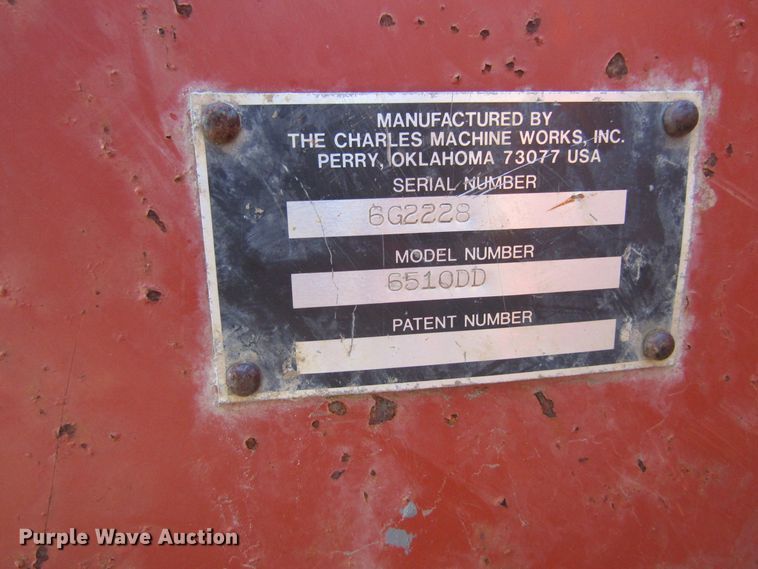 MANUFACTURED BY
THE CHARLES MACHINE WORKS, INC.
PERRY, OKLAHOMA 73077 USA
SERIAL NUMBER
6G2228
MODEL NUMBER
6510DD
PATENT NUMBER
Purple Wave Auction